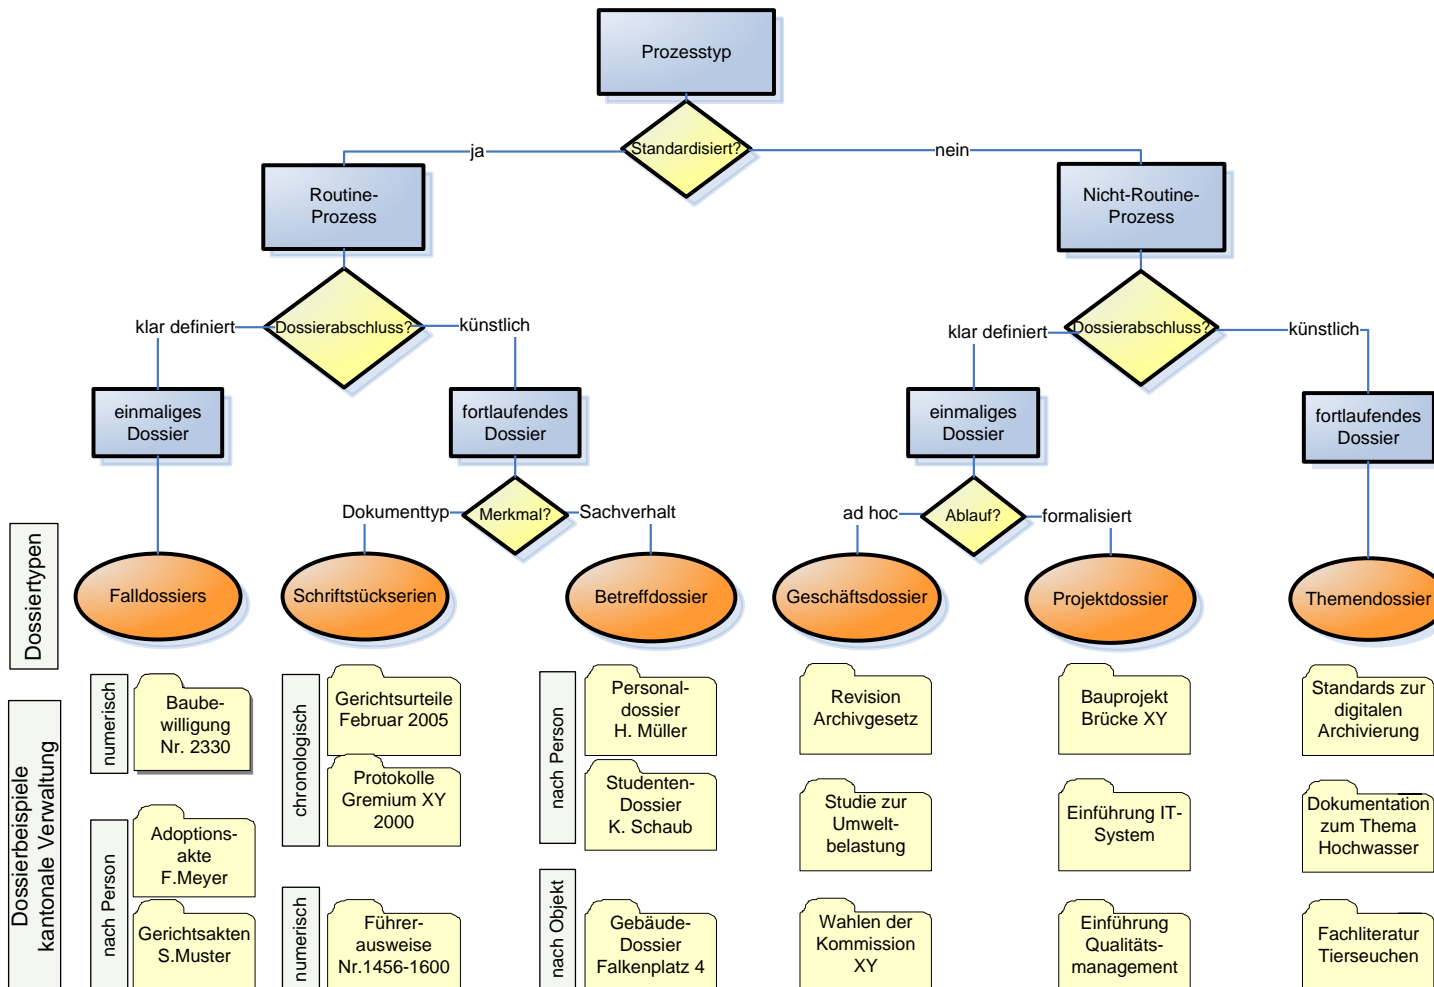 Prozesstyp
Standardisiert?
ja
nein
Routine-
Prozess
Nicht-Routine-
Prozess
Dossierabschluss?
klar definiert
künstlich
Dossierabschluss?
klar definiert
künstlich
einmaliges
Dossier
fortlaufendes
Dossier
einmaliges
Dossier
fortlaufendes
Dossier
Merkmal?
Dokumenttyp
Sachverhalt
Ablauf?
ad hoc
formalisiert
Dossiertypen
Falldossiers
Schriftstückserien
Betreffdossier
Geschäftsdossier
Projektdossier
Themendossier
Dossierbeispiele
kantonale Verwaltung
numerisch
Baube-
willigung
Nr. 2330
nach Person
Adoptions-
akte
F.Meyer
Gerichtsakten
S.Muster
chronologisch
Gerichtsurteile
Februar 2005
Protokolle
Gremium XY
2000
numerisch
Führer-
ausweise
Nr.1456-1600
nach Person
Personal-
dossier
H. Müller
Studenten-
Dossier
K. Schaub
nach Objekt
Gebäude-
Dossier
Falkenplatz 4
Revision
Archivgesetz
Studie zur
Umwelt-
belastung
Wahlen der
Kommission
XY
Bauprojekt
Brücke XY
Einführung IT-
System
Einführung
Qualitäts-
management
Standards zur
digitalen
Archivierung
Dokumentation
zum Thema
Hochwasser
Fachliteratur
Tierseuchen